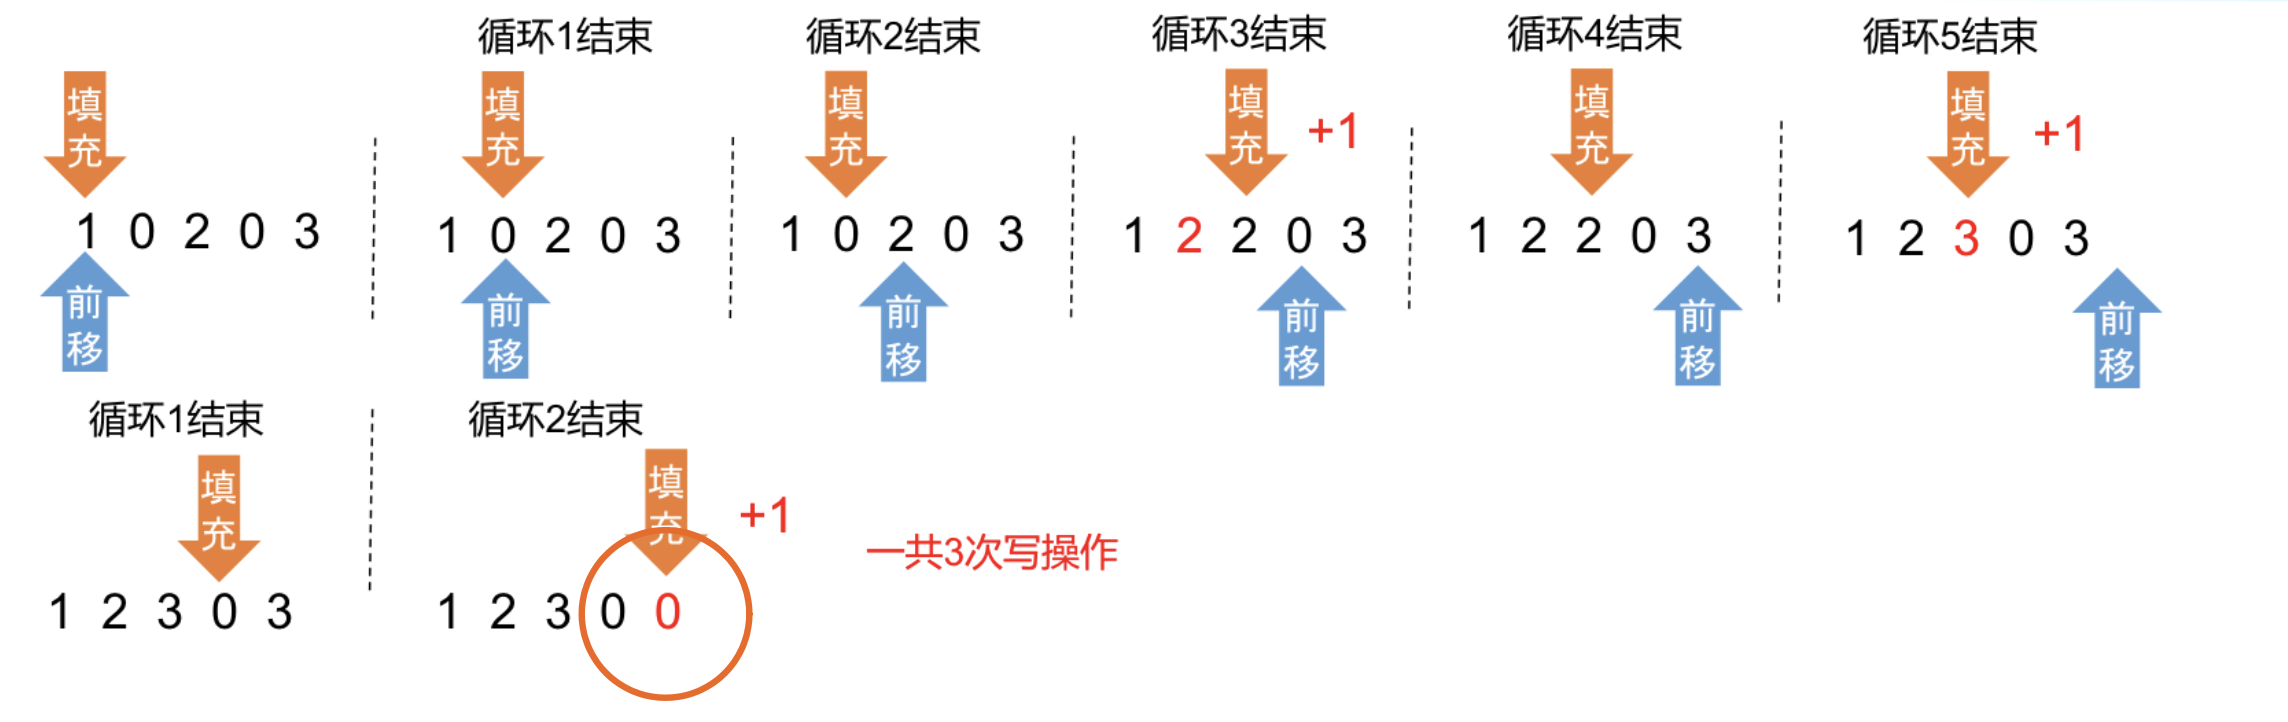 循环1结束
循环2结束
循环3结束
循环4结束
循环5结束
填充
填充
填充
填充
+1
填充
填充
+1
1 0 2 0 3
1 0 2 0 3
1 0 2 0 3
1 2 2 0 3
1 2 2 0 3
1 2 3 0 3
前移
前移
前移
前移
前移
前移
循环1结束
循环2结束
填充
填充
+1
一共3次写操作
1 2 3 0 3
1 2 3 0 0